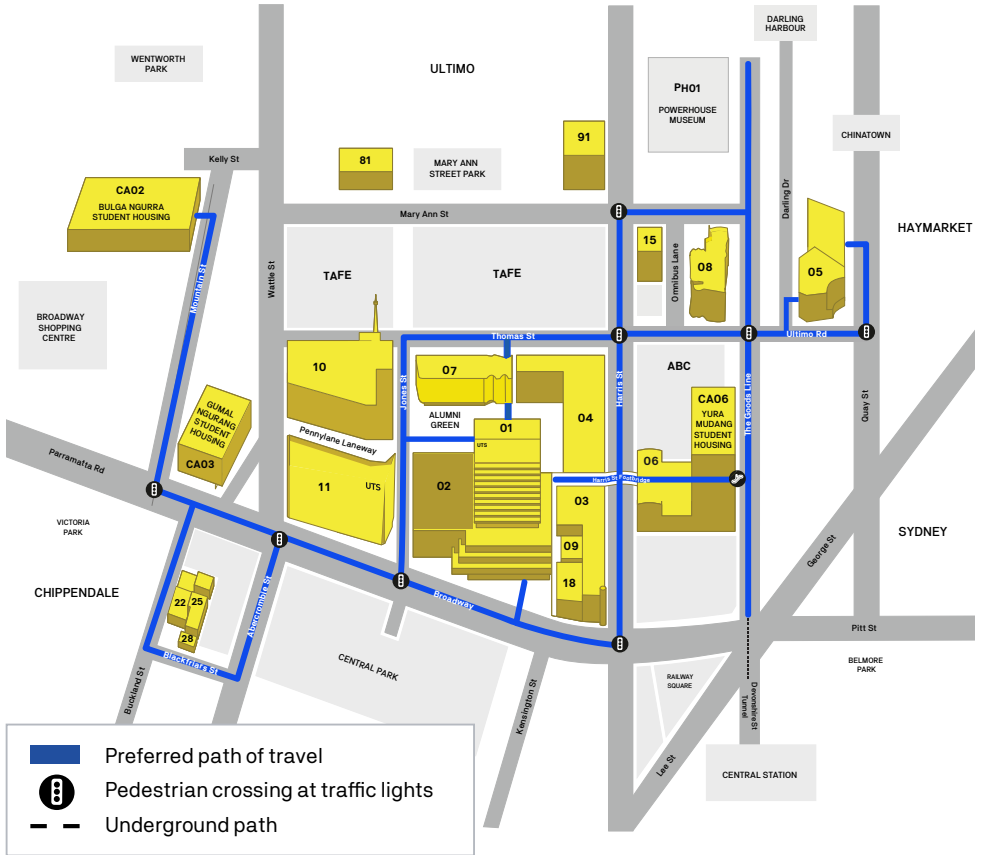 DARLING
HARBOUR
WENTWORTH
PARK
ULTIMO
PH01
POWERHOUSE
MUSEUM
CHINATOWN
91
81
MARY ANN
STREET PARK
Kelly St
CA02
BULGA NGURRA
STUDENT HOUSING
Mary Ann St
Darling Dr
HAYMARKET
Mountain St
Wattle St
TAFE
TAFE
15
Omnibus Lane
08
05
BROADWAY
SHOPPING
CENTRE
Thomas St
Ultimo Rd
10
Jones St
07
Harris St
ABC
The Goods Line
Quay St
GUMAL
NGURANG
STUDENT
HOUSING
CA03
ALUMNI
GREEN
01
UTS
04
CA06
YURA
MUDANG
STUDENT
HOUSING
Pennylane Laneway
Parramatta Rd
11
UTS
02
Harris St Footbridge
06
03
VICTORIA
PARK
SYDNEY
09
George St
CHIPPENDALE
22
25
28
18
Abercrombie St
Broadway
Blackfriars St
Pitt St
CENTRAL PARK
Buckland St
Kensington St
RAILWAY
SQUARE
BELMORE
PARK
Devonshire St
Tunnel
Lee St
CENTRAL STATION
Preferred path of travel
Pedestrian crossing at traffic lights
Underground path